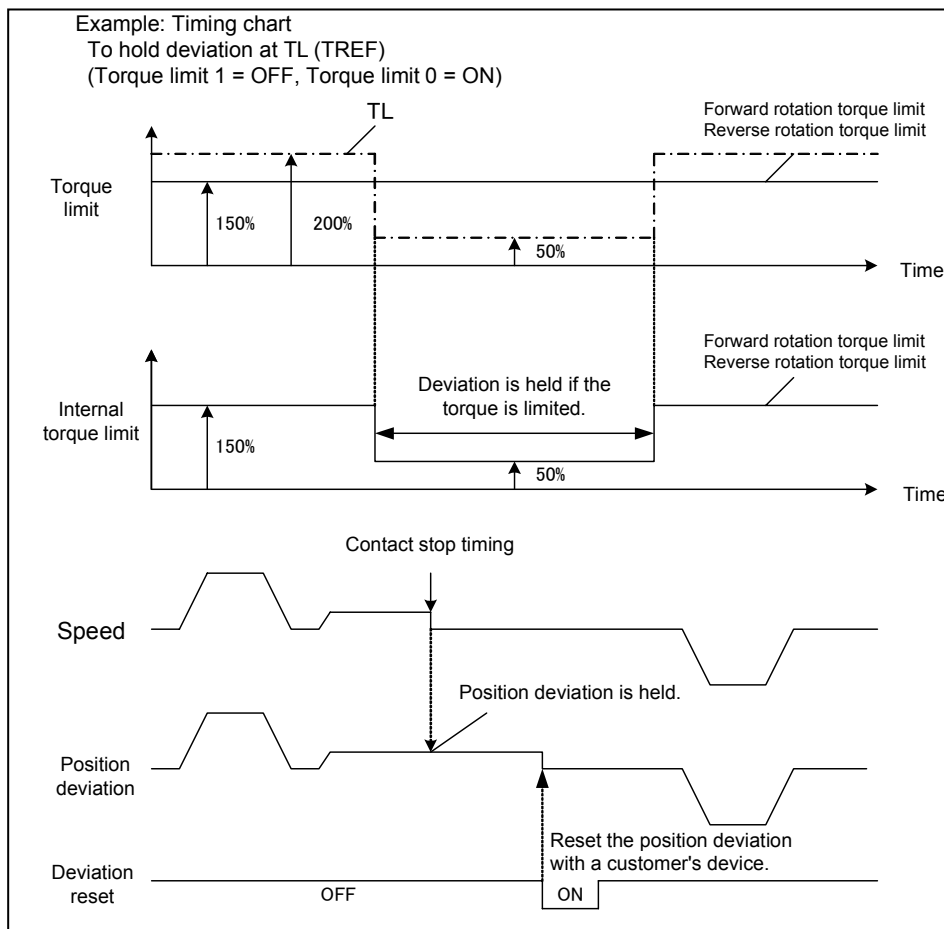 Example: Timing chart
To hold deviation at TL (TREF)
(Torque limit 1 = OFF, Torque limit 0 = ON)
TL
Forward rotation torque limit
Reverse rotation torque limit
Torque
limit
150%
200%
50%
Time
Forward rotation torque limit
Reverse rotation torque limit
Deviation is held if the
torque is limited.
Internal
torque limit
150%
50%
Time
Contact stop timing
Speed
Position deviation is held.
Position
deviation
Reset the position deviation
with a customer's device.
Deviation
reset
OFF
ON